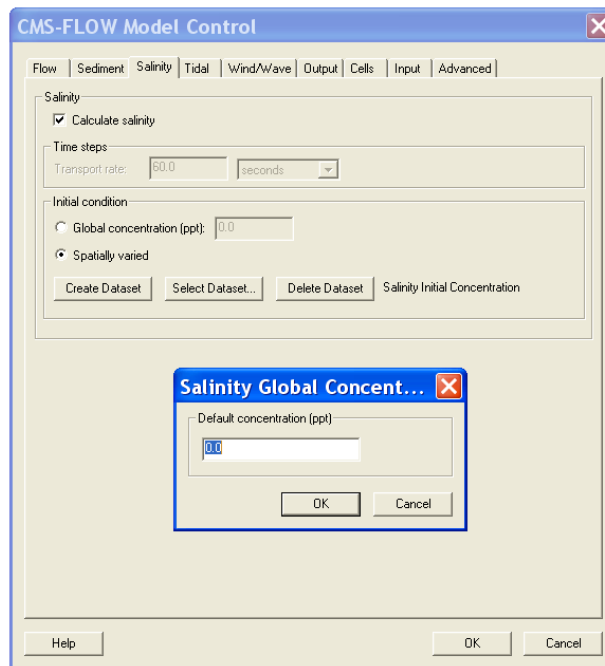 CMS-FLOW Model Control
Flow Sediment Salinity Tidal Wind/Wave Output Cells Input Advanced
Salinity
Calculate salinity
Time steps
Transport rate: 60.0 seconds
Initial condition
Global concentration (ppt): 0.0
Spatially varied
Create Dataset Select Dataset... Delete Dataset Salinity Initial Concentration
Salinity Global Concent...
Default concentration (ppt)
0.0
OK Cancel
Help OK Cancel